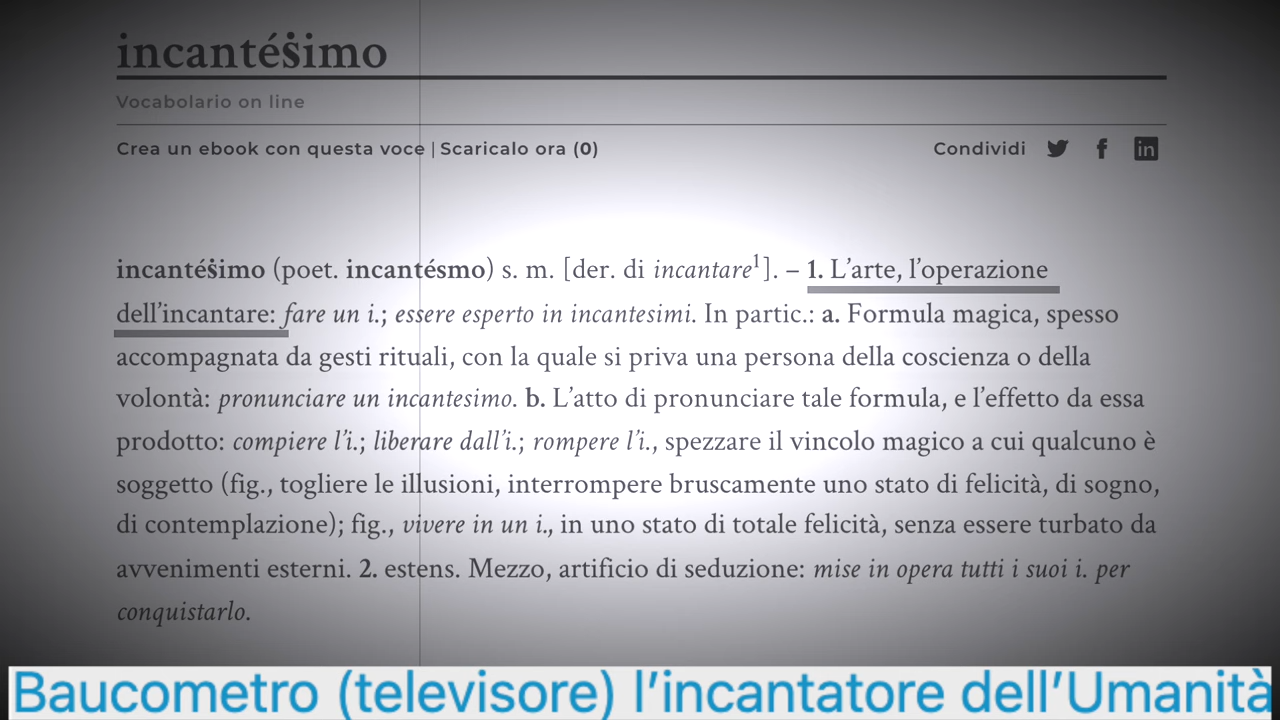 incantéṡimo
Vocabolario on line
Crea un ebook con questa voce | Scaricalo ora (0)
Condividi
incantéṡimo (poet. incantésmo) s. m. [der. di incantare1]. – 1. L’arte, l’operazione
dell’incantare: fare un i.; essere esperto in incantesimi. In partic.: a. Formula magica, spesso
accompagnata da gesti rituali, con la quale si priva una persona della coscienza o della
volontà: pronunciare un incantesimo. b. L’atto di pronunciare tale formula, e l’effetto da essa
prodotto: compiere l’i.; liberare dall’i.; rompere l’i., spezzare il vincolo magico a cui qualcuno è
soggetto (fig., togliere le illusioni, interrompere bruscamente uno stato di felicità, di sogno,
di contemplazione); fig., vivere in un i., in uno stato di totale felicità, senza essere turbato da
avvenimenti esterni. 2. estens. Mezzo, artificio di seduzione: mise in opera tutti i suoi i. per
conquistarlo.
Baucometro (televisore) l’incantatore dell’Umanità